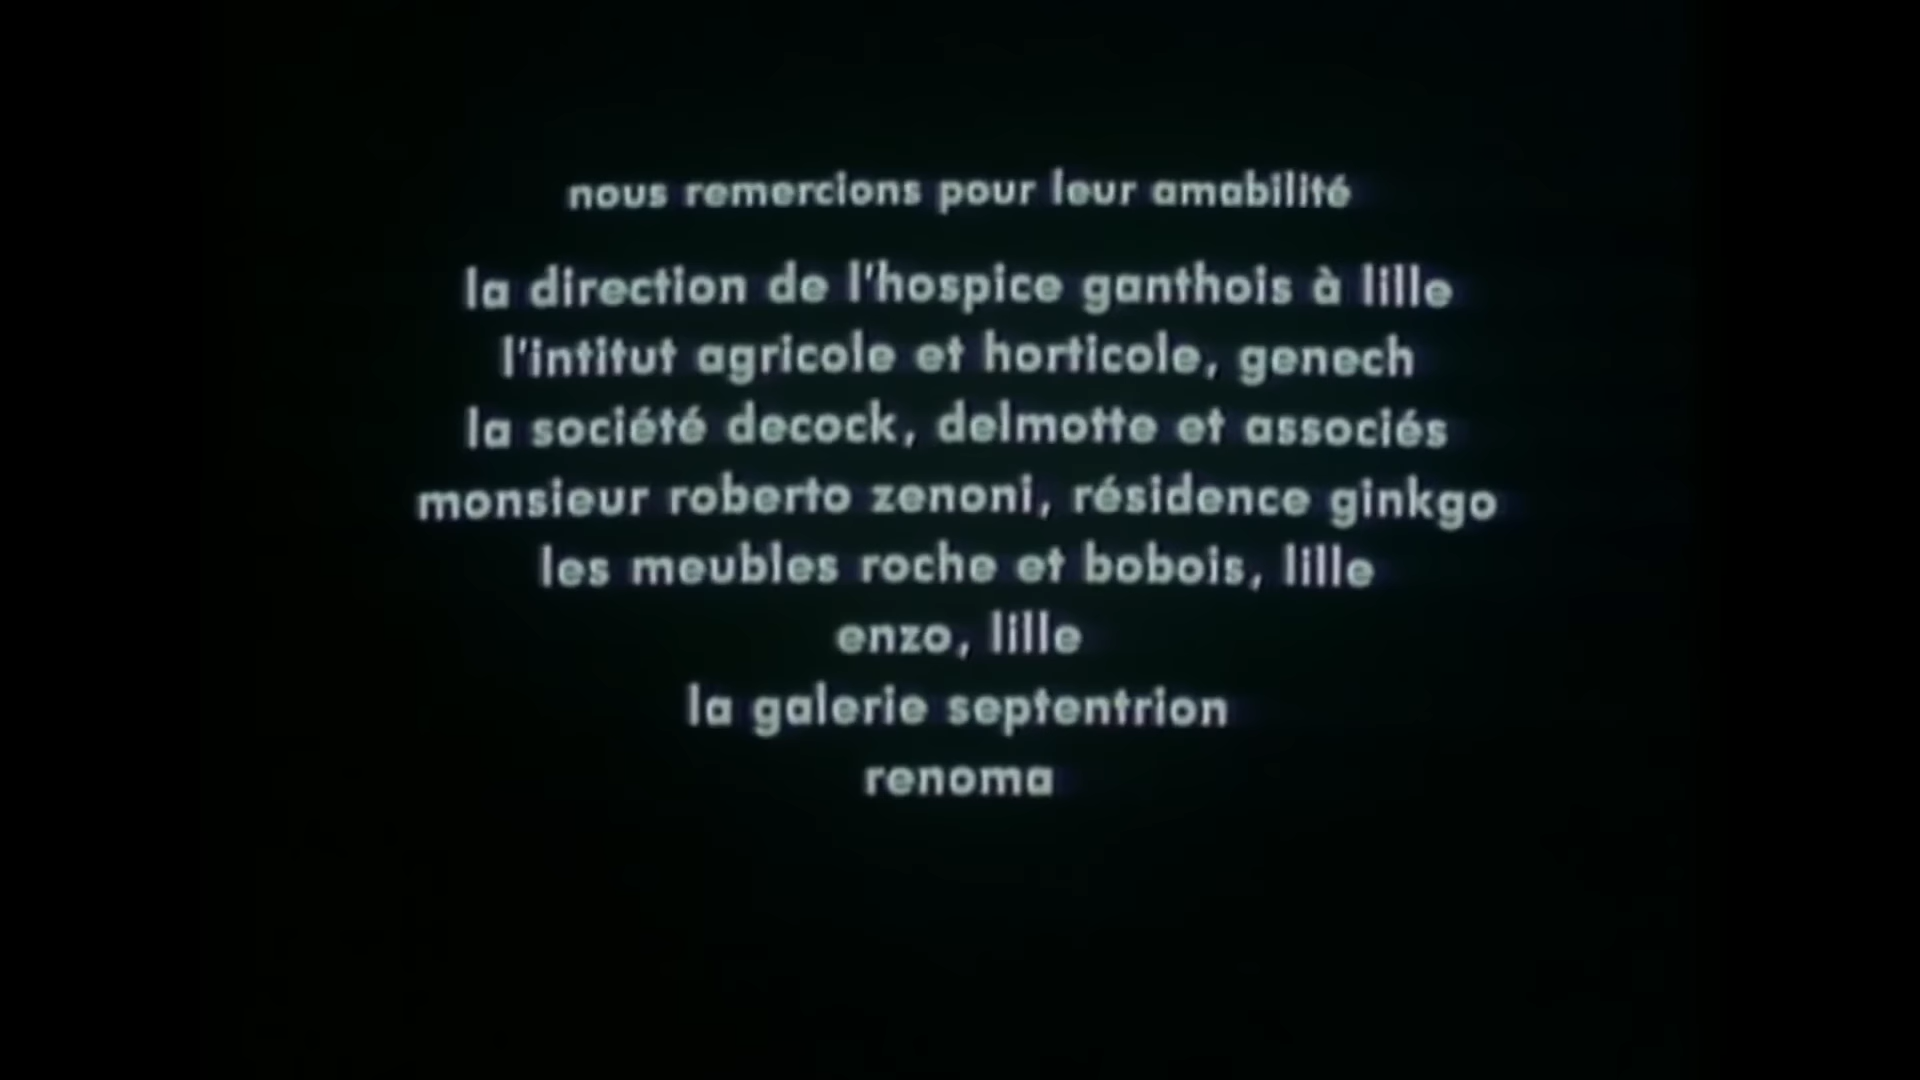 nous remercions pour leur amabilité
la direction de l'hospice ganthois à lille
l'intitut agricole et horticole, genech
la société decock, delmotte et associés
monsieur roberto zenoni, résidence ginkgo
les meubles roche et bobois, lille
enzo, lille
la galerie septentrion
renoma